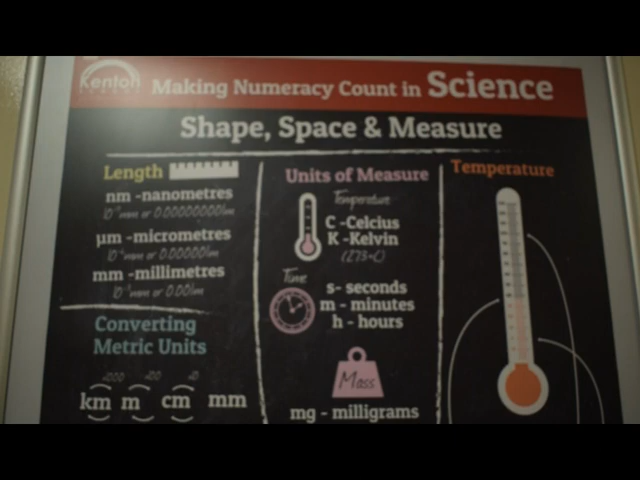 Kenton
Making Numeracy Count in Science
Shape, Space & Measure
Length
nm -nanometres
µm -micrometres
mm -millimetres
Converting
Metric Units
km m cm mm
Units of Measure
Temperature
C -Celcius
K -Kelvin
(273+C)
Time
s- seconds
m - minutes
h - hours
Mass
mg - milligrams
Temperature